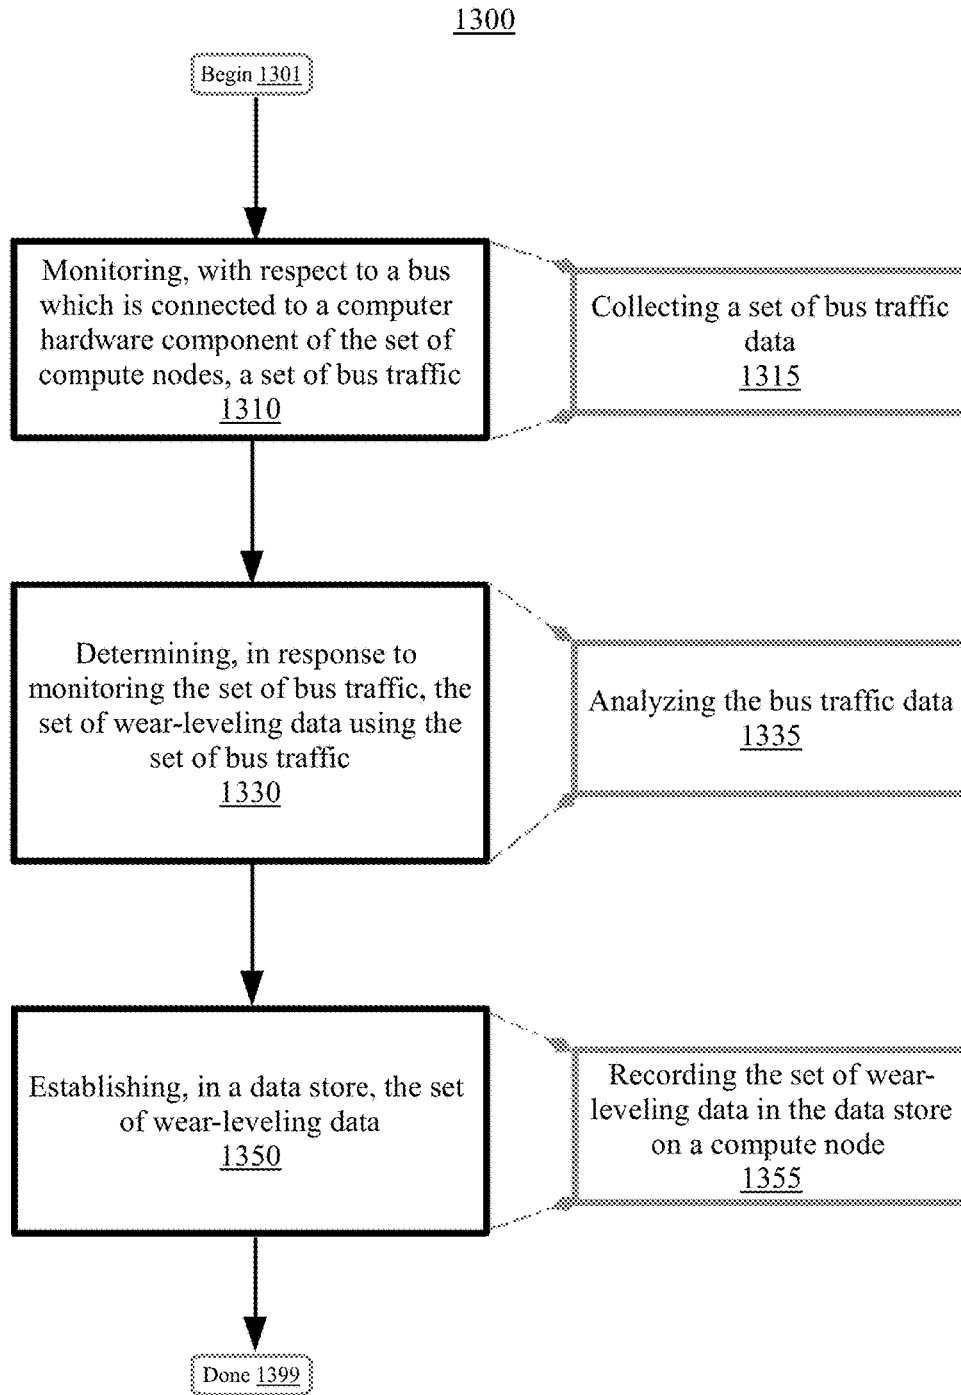 1300
Begin 1301
Monitoring, with respect to a bus
which is connected to a computer
hardware component of the set of
compute nodes, a set of bus traffic
1310
Collecting a set of bus traffic
data
1315
Determining, in response to
monitoring the set of bus traffic, the
set of wear-leveling data using the
set of bus traffic
1330
Analyzing the bus traffic data
1335
Establishing, in a data store, the set
of wear-leveling data
1350
Recording the set of wear-
leveling data in the data store
on a compute node
1355
Done 1399